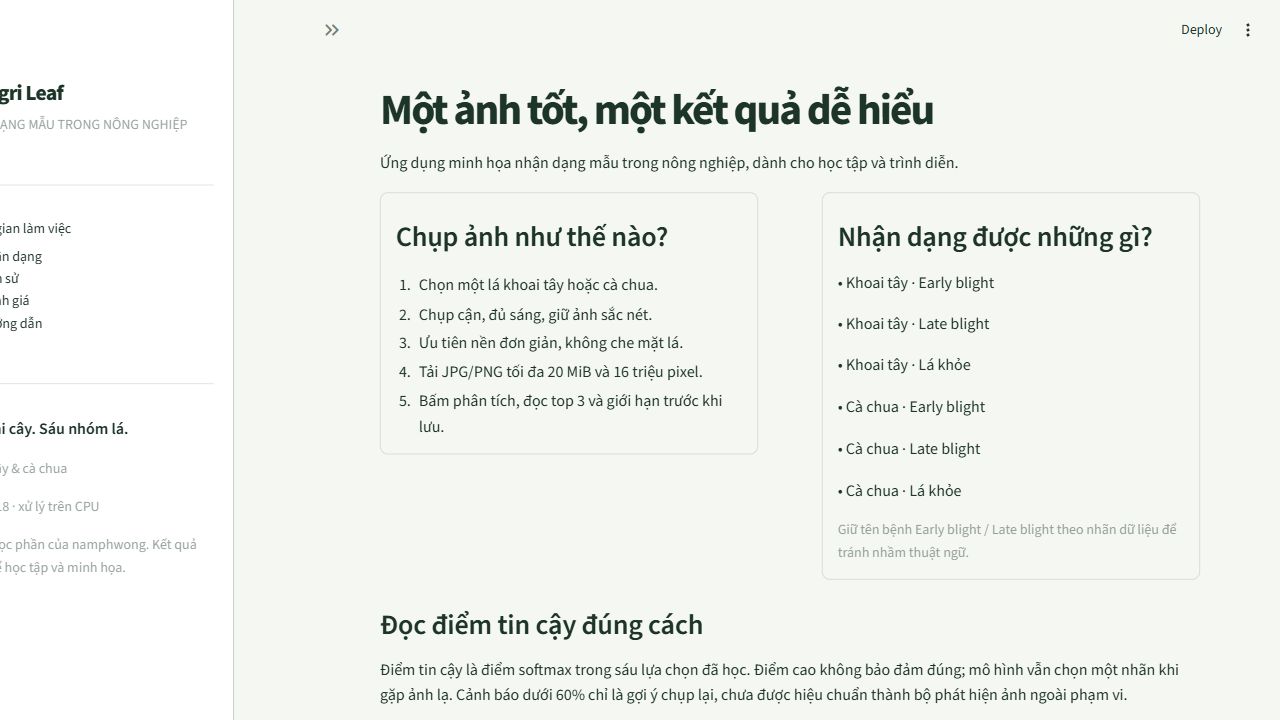 Deploy
gri Leaf
ẠNG MẪU TRONG NÔNG NGHIỆP
gian làm việc
ận dạng
h sử
nh giá
ớng dẫn
i cây. Sáu nhóm lá.
ây & cà chua
18 · xử lý trên CPU
ọc phần của namphwong. Kết quả
ể học tập và minh họa.
Một ảnh tốt, một kết quả dễ hiểu
Ứng dụng minh họa nhận dạng mẫu trong nông nghiệp, dành cho học tập và trình diễn.
Chụp ảnh như thế nào?
1. Chọn một lá khoai tây hoặc cà chua.
2. Chụp cận, đủ sáng, giữ ảnh sắc nét.
3. Ưu tiên nền đơn giản, không che mặt lá.
4. Tải JPG/PNG tối đa 20 MiB và 16 triệu pixel.
5. Bấm phân tích, đọc top 3 và giới hạn trước khi
lưu.
Nhận dạng được những gì?
• Khoai tây · Early blight
• Khoai tây · Late blight
• Khoai tây · Lá khỏe
• Cà chua · Early blight
• Cà chua · Late blight
• Cà chua · Lá khỏe
Giữ tên bệnh Early blight / Late blight theo nhãn dữ liệu để
tránh nhầm thuật ngữ.
Đọc điểm tin cậy đúng cách
Điểm tin cậy là điểm softmax trong sáu lựa chọn đã học. Điểm cao không bảo đảm đúng; mô hình vẫn chọn một nhãn khi
gặp ảnh lạ. Cảnh báo dưới 60% chỉ là gợi ý chụp lại, chưa được hiệu chuẩn thành bộ phát hiện ảnh ngoài phạm vi.